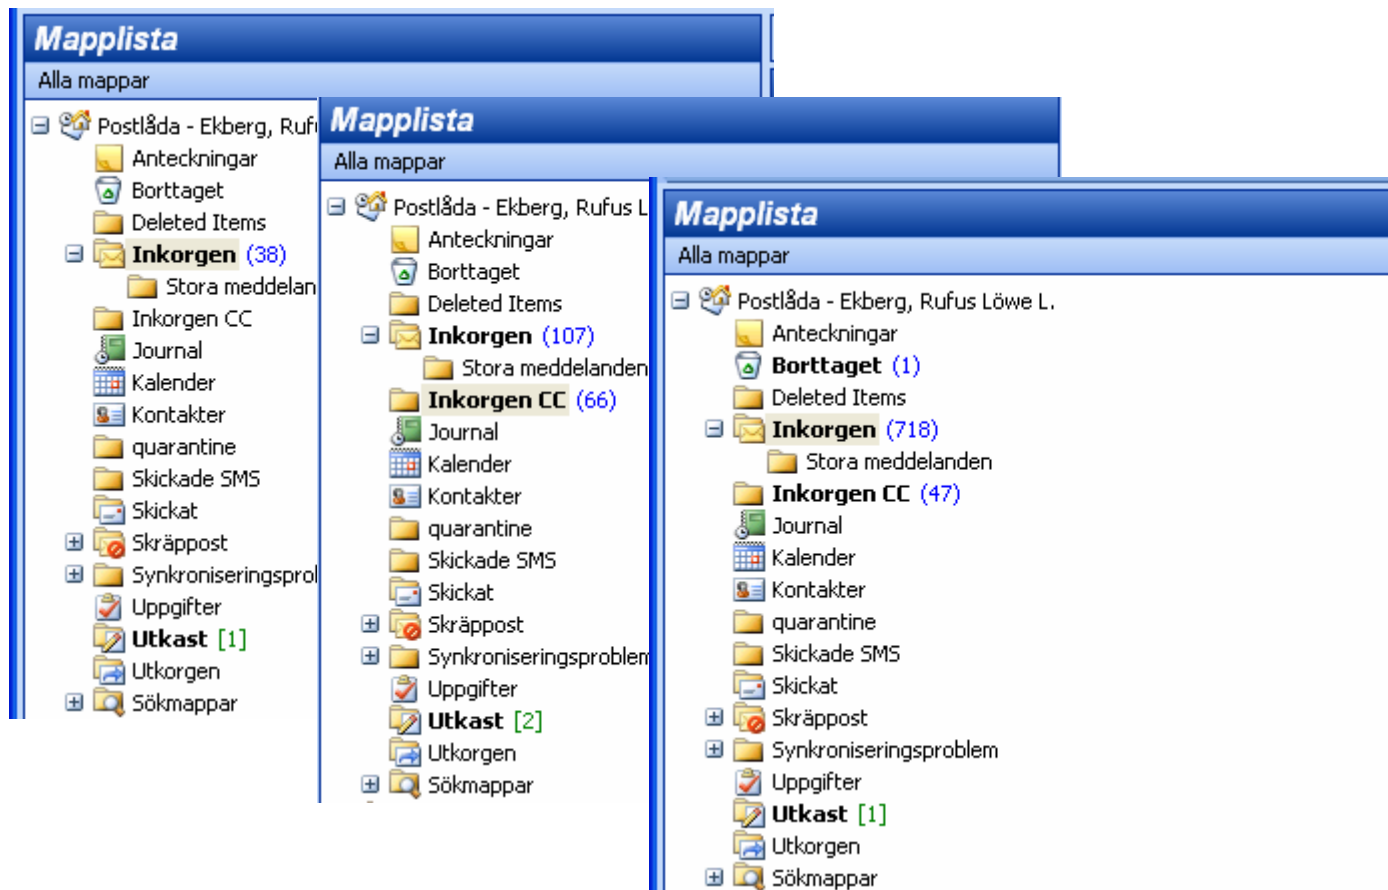 Mapplista
Alla mappar
Postlåda - Ekberg, Rufu
Anteckningar
Borttaget
Deleted Items
Inkorgen (38)
Stora meddelan
Inkorgen CC
Journal
Kalender
Kontakter
quarantine
Skickade SMS
Skickat
Skräppost
Synkroniseringsprol
Uppgifter
Utkast [1]
Utkorgen
Sökmappar
Mapplista
Alla mappar
Postlåda - Ekberg, Rufus L
Anteckningar
Borttaget
Deleted Items
Inkorgen (107)
Stora meddelanden
Inkorgen CC (66)
Journal
Kalender
Kontakter
quarantine
Skickade SMS
Skickat
Skräppost
Synkroniseringsproblem
Uppgifter
Utkast [2]
Utkorgen
Sökmappar
Mapplista
Alla mappar
Postlåda - Ekberg, Rufus Löwe L.
Anteckningar
Borttaget (1)
Deleted Items
Inkorgen (718)
Stora meddelanden
Inkorgen CC (47)
Journal
Kalender
Kontakter
quarantine
Skickade SMS
Skickat
Skräppost
Synkroniseringsproblem
Uppgifter
Utkast [1]
Utkorgen
Sökmappar